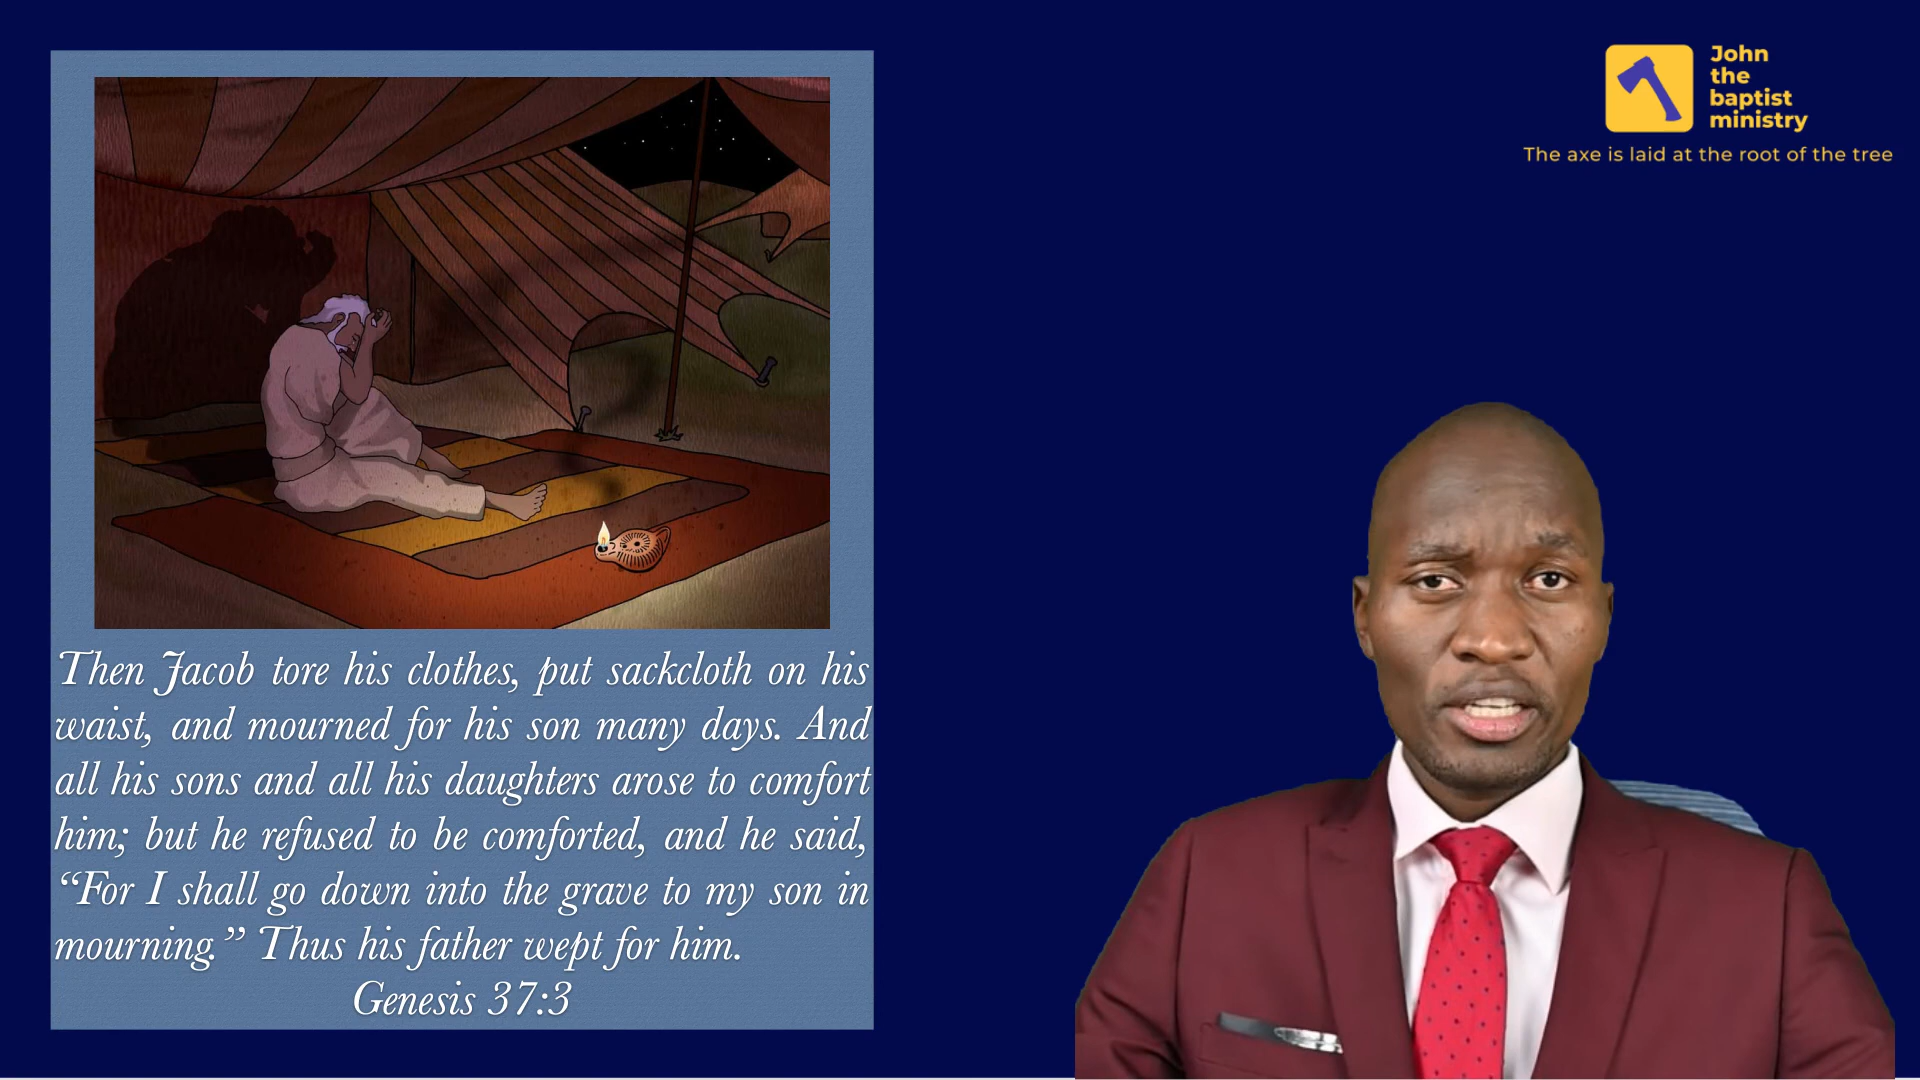 John
the
baptist
ministry
The axe is laid at the root of the tree
Then Jacob tore his clothes, put sackcloth on his
waist, and mourned for his son many days. And
all his sons and all his daughters arose to comfort
him; but he refused to be comforted, and he said,
“For I shall go down into the grave to my son in
mourning.” Thus his father wept for him.
Genesis 37:3